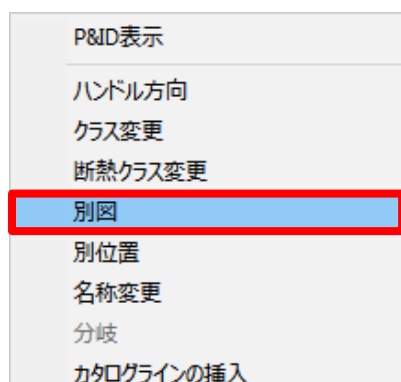 P&ID表示
ハンドル方向
クラス変更
断熱クラス変更
別図
別位置
名称変更
分岐
カタログラインの挿入